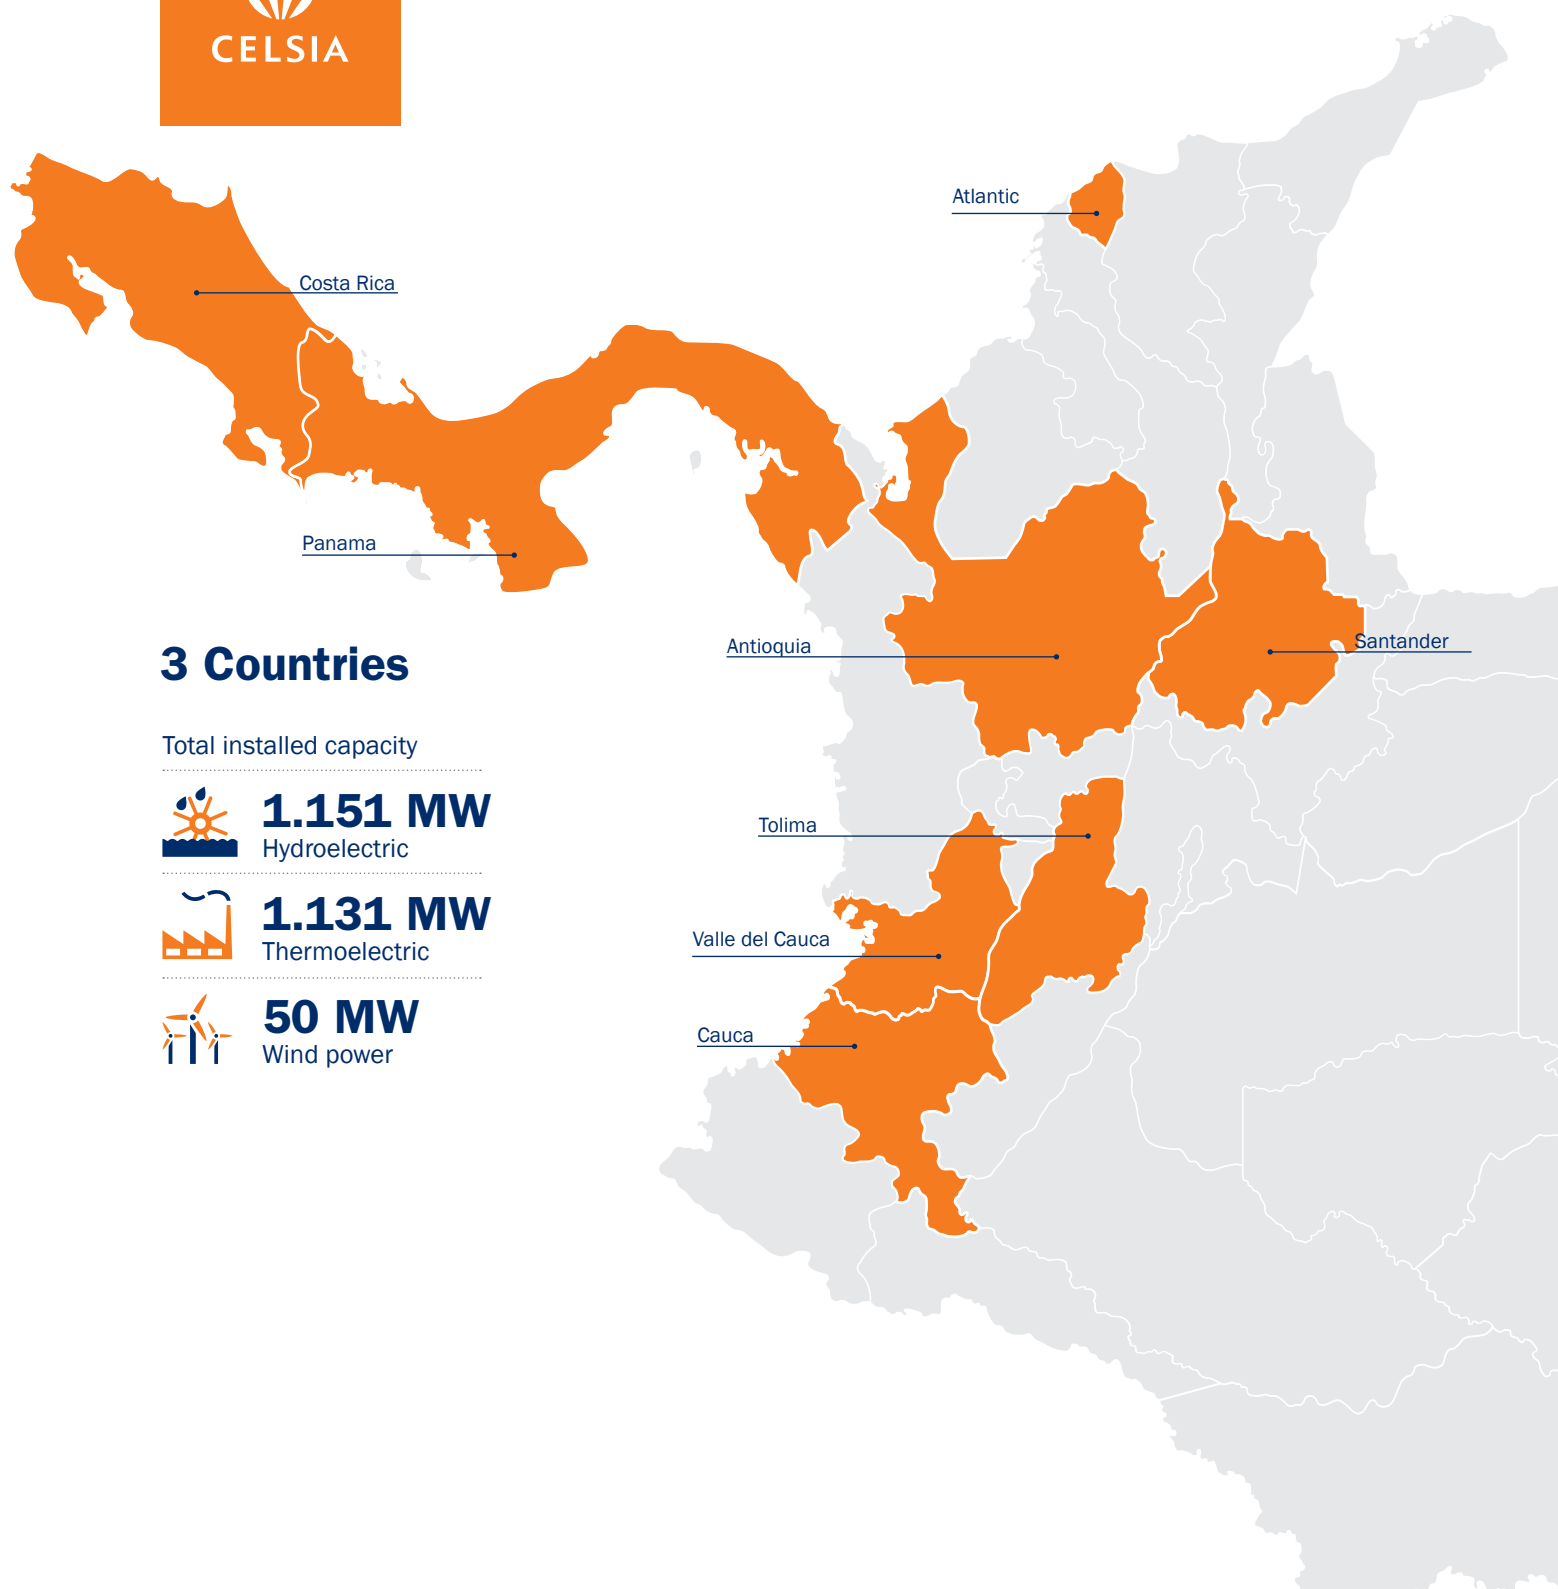 CELSIA
Atlantic
Costa Rica
Panama
Antioquia
Santander
3 Countries
Total installed capacity
1.151 MW
Hydroelectric
Tolima
1.131 MW
Thermoelectric
Valle del Cauca
50 MW
Wind power
Cauca